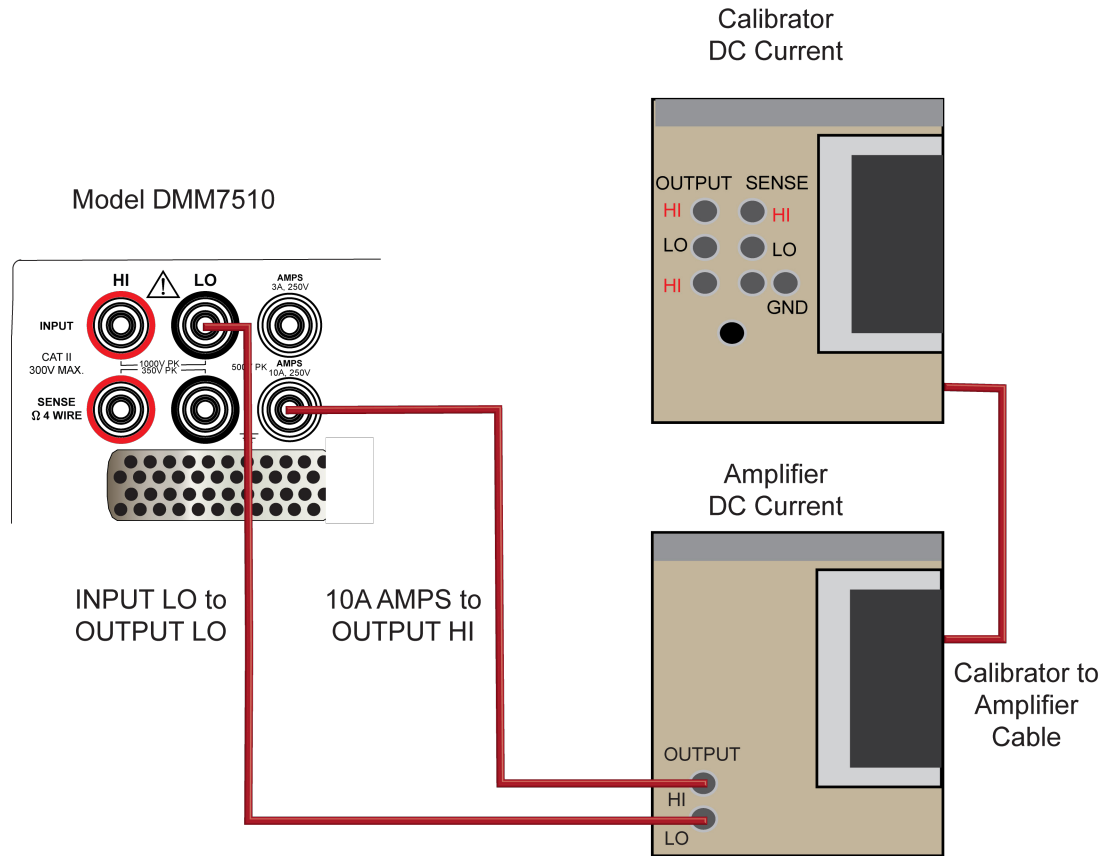 Calibrator
DC Current
OUTPUT SENSE
HI HI
LO LO
HI
GND
Model DMM7510
HI LO
AMPS
3A, 250V
INPUT
CAT II
300V MAX.
1000V PK
350V PK
AMPS
10A, 250V
SENSE
Ω 4 WIRE
Amplifier
DC Current
INPUT LO to
OUTPUT LO
10A AMPS to
OUTPUT HI
Calibrator to
Amplifier
Cable
OUTPUT
HI
LO